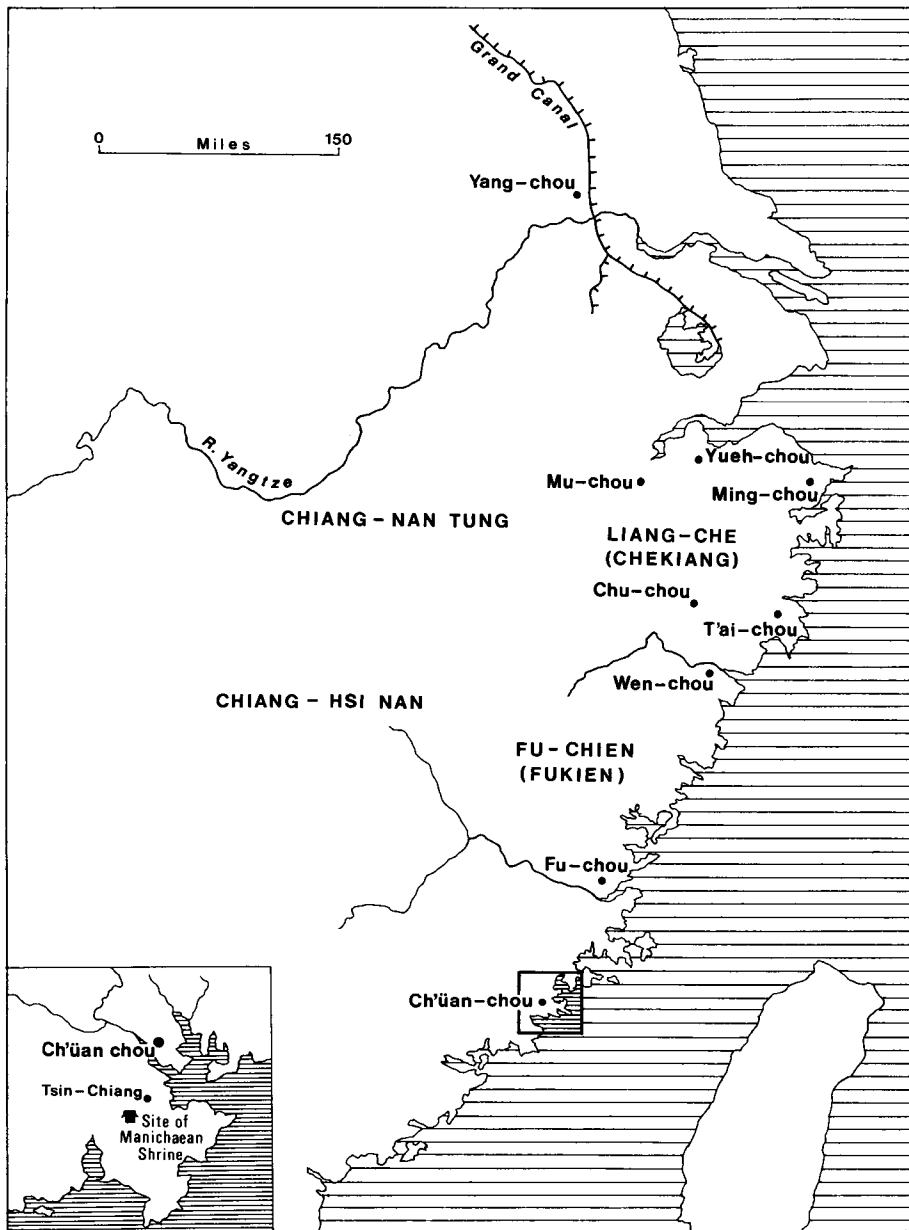 Grand Canal
0 Miles 150
Yang-chou
R. Yangtze
Yueh-chou
Mu-chou
Ming-chou
CHIANG-NAN TUNG
LIANG-CHE
(CHEKIANG)
Chu-chou
T'ai-chou
Wen-chou
CHIANG-HSI NAN
FU-CHIEN
(FUKIEN)
Fu-chou
Ch'üan-chou
Ch'üan chou
Tsin-Chiang
Site of
Manichaean
Shrine